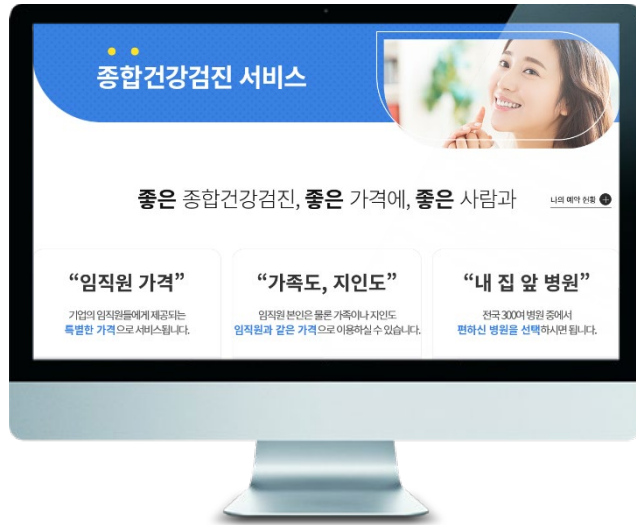 종합건강검진 서비스
좋은 종합건강검진, 좋은 가격에, 좋은 사람과
나의 예약 현황
“임직원 가격”
기업의 임직원들에게 제공되는
특별한 가격으로 서비스됩니다.
“가족도, 지인도”
임직원 본인은 물론 가족이나 지인도
임직원과 같은 가격으로 이용하실 수 있습니다.
“내 집 앞 병원”
전국 300여 병원 중에서
편하신 병원을 선택하시면 됩니다.